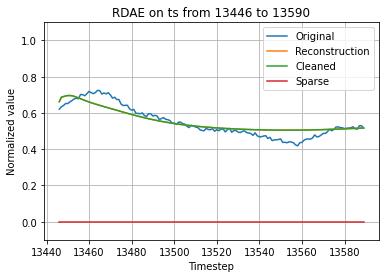 RDAE on ts from 13446 to 13590
Original
Reconstruction
Cleaned
Sparse
Normalized value
1.0
0.8
0.6
0.4
0.2
0.0
13440 13460 13480 13500 13520 13540 13560 13580
Timestep